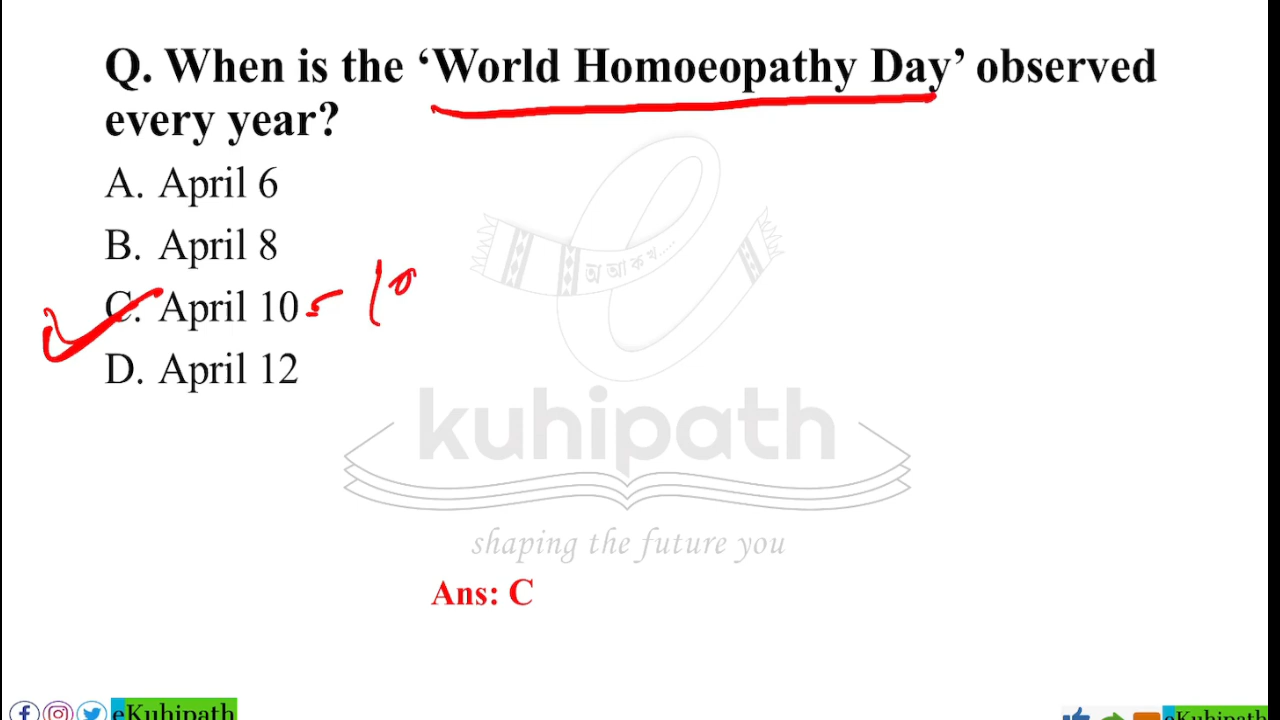 Q. When is the ‘World Homoeopathy Day’ observed
every year?
A. April 6
B. April 8
C. April 10
D. April 12
অ আ ক খ.....
kuhipath
shaping the future you
Ans: C
eKuhipath
eKuhipath